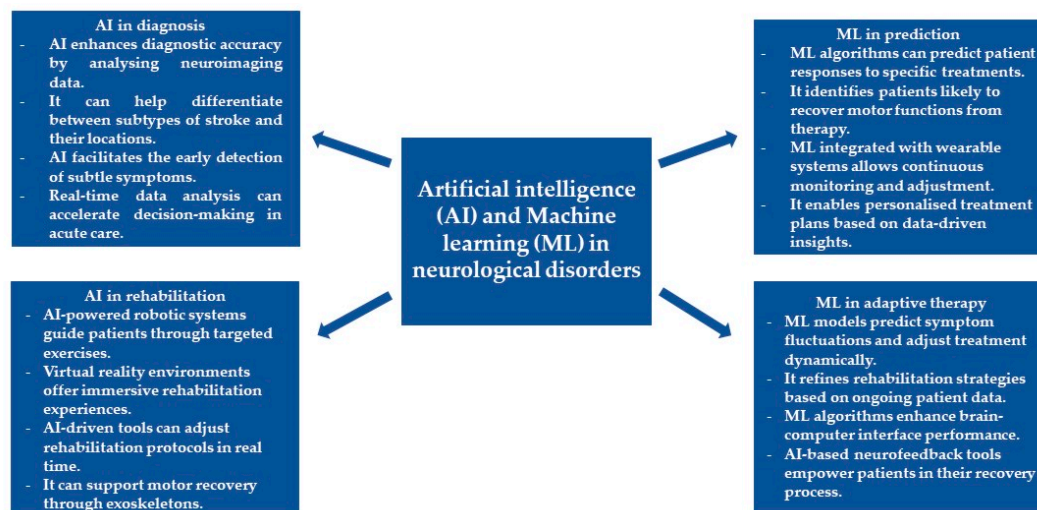 AI in diagnosis
- AI enhances diagnostic accuracy
by analysing neuroimaging
data.
- It can help differentiate
between subtypes of stroke and
their locations.
- AI facilitates the early detection
of subtle symptoms.
- Real-time data analysis can
accelerate decision-making in
acute care.
ML in prediction
- ML algorithms can predict patient
responses to specific treatments.
- It identifies patients likely to
recover motor functions from
therapy.
- ML integrated with wearable
systems allows continuous
monitoring and adjustment.
- It enables personalised treatment
plans based on data-driven
insights.
Artificial intelligence
(AI) and Machine
learning (ML) in
neurological disorders
AI in rehabilitation
- AI-powered robotic systems
guide patients through targeted
exercises.
- Virtual reality environments
offer immersive rehabilitation
experiences.
- AI-driven tools can adjust
rehabilitation protocols in real
time.
- It can support motor recovery
through exoskeletons.
ML in adaptive therapy
- ML models predict symptom
fluctuations and adjust treatment
dynamically.
- It refines rehabilitation strategies
based on ongoing patient data.
- ML algorithms enhance brain-
computer interface performance.
- AI-based neurofeedback tools
empower patients in their recovery
process.